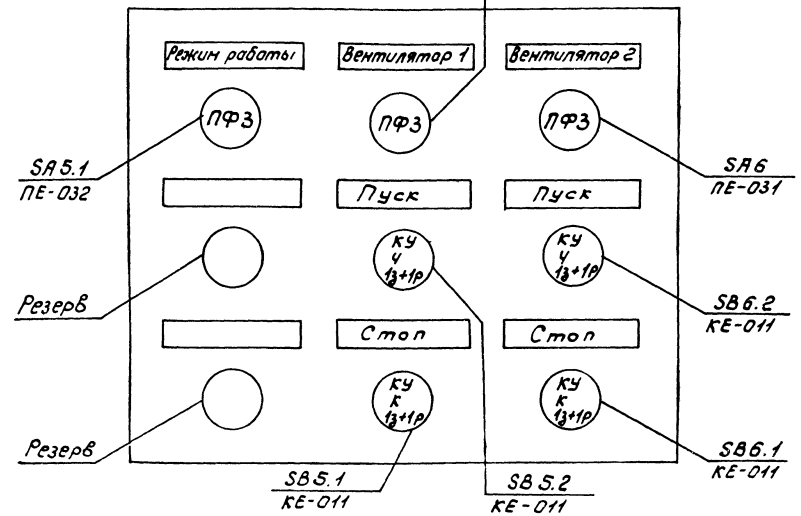 Режим работы
Вентилятор 1
Вентилятор 2
ПФЗ
ПФЗ
ПФЗ
SA 5.1
ПЕ-032
SA6
ПЕ-031
Пуск
Пуск
КУ
Ч
1з+1р
КУ
Ч
1з+1р
Резерв
SB6.2
КЕ-011
Стоп
Стоп
КУ
К
1з+1р
КУ
К
1з+1р
Резерв
SB6.1
КЕ-011
SB5.1
КЕ-011
SB5.2
КЕ-011